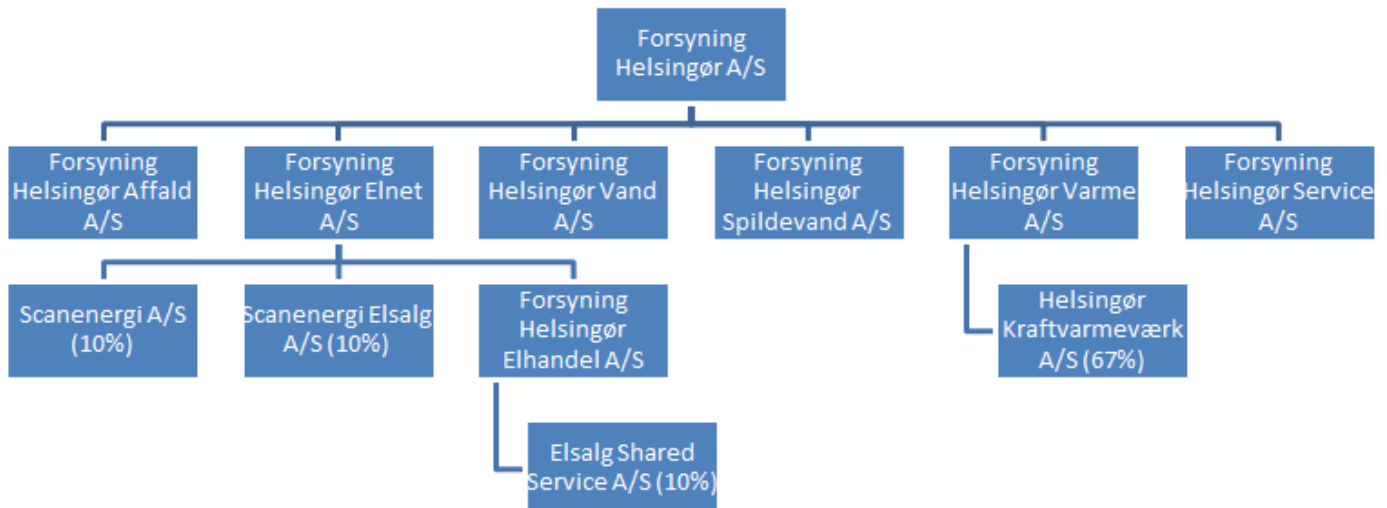 Forsyning
Helsingør A/S
Forsyning
Helsingør Affald
A/S
Forsyning
Helsingør Elnet
A/S
Forsyning
Helsingør Vand
A/S
Forsyning
Helsingør
Spildevand A/S
Forsyning
Helsingør Varme
A/S
Forsyning
Helsingør Service
A/S
Scanenergi A/S
(10%)
Scanenergi Elsalg
A/S (10%)
Forsyning
Helsingør
Elhandel A/S
Helsingør
Kraftvarmeværk
A/S (67%)
Elsalg Shared
Service A/S (10%)